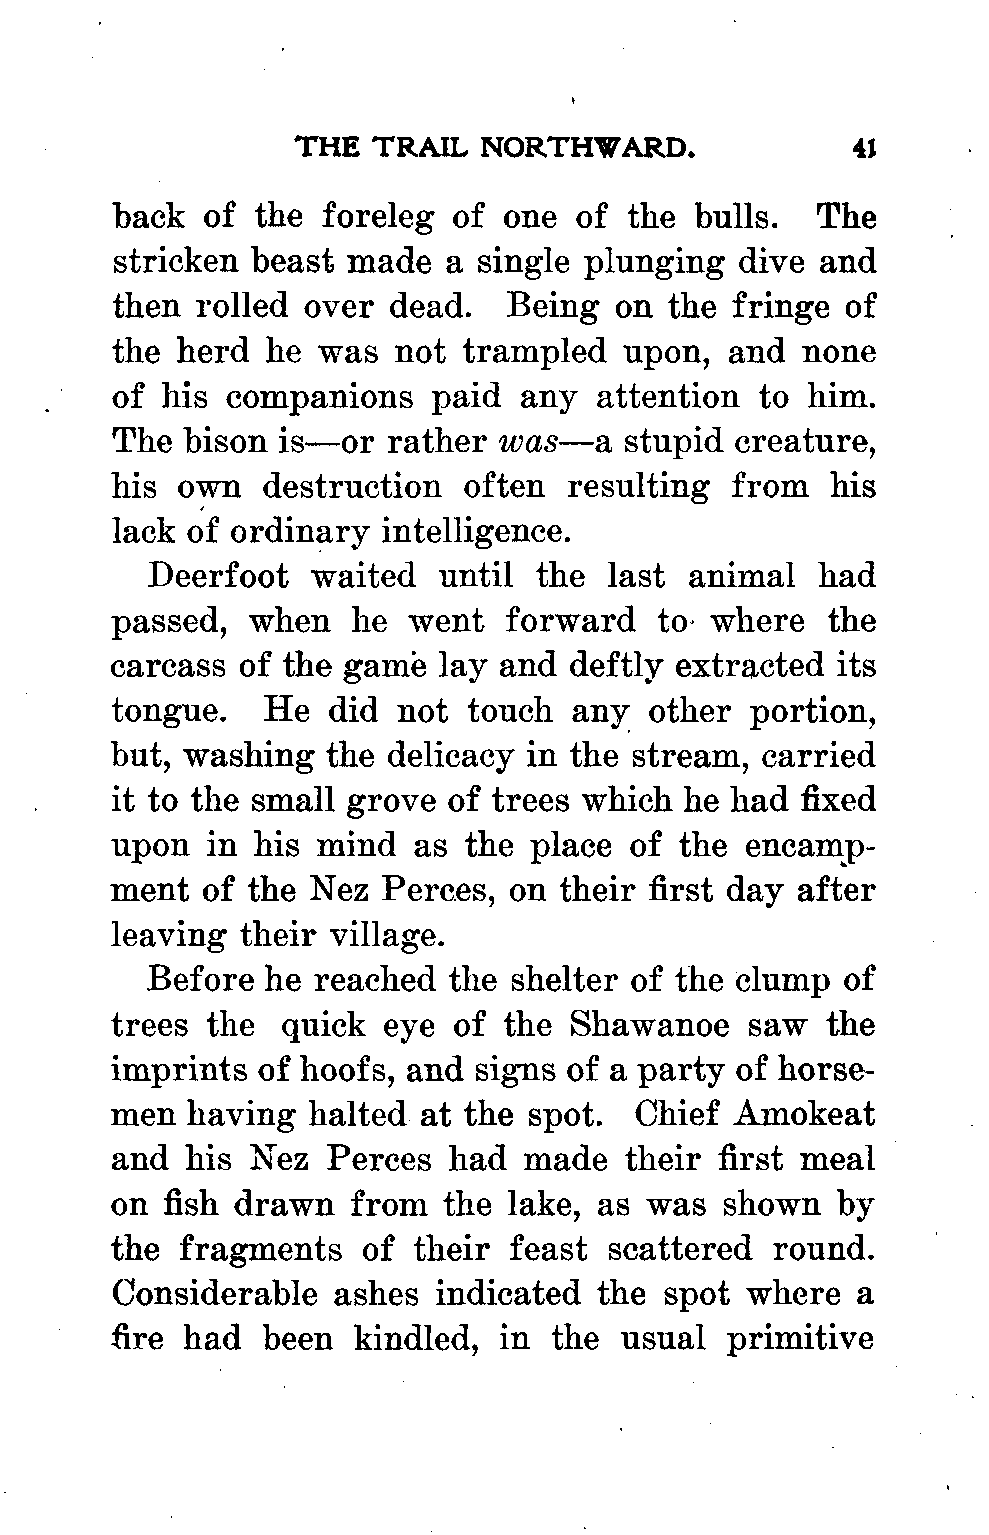 THE TRAIL NORTHWARD. 41
back of the foreleg of one of the bulls. The
stricken beast made a single plunging dive and
then rolled over dead. Being on the fringe of
the herd he was not trampled upon, and none
of his companions paid any attention to him.
The bison is—or rather was—a stupid creature,
his own destruction often resulting from his
lack of ordinary intelligence.
Deerfoot waited until the last animal had
passed, when he went forward to where the
carcass of the game lay and deftly extracted its
tongue. He did not touch any other portion,
but, washing the delicacy in the stream, carried
it to the small grove of trees which he had fixed
upon in his mind as the place of the encamp-
ment of the Nez Perces, on their first day after
leaving their village.
Before he reached the shelter of the clump of
trees the quick eye of the Shawanoe saw the
imprints of hoofs, and signs of a party of horse-
men having halted at the spot. Chief Amokeat
and his Nez Perces had made their first meal
on fish drawn from the lake, as was shown by
the fragments of their feast scattered round.
Considerable ashes indicated the spot where a
fire had been kindled, in the usual primitive